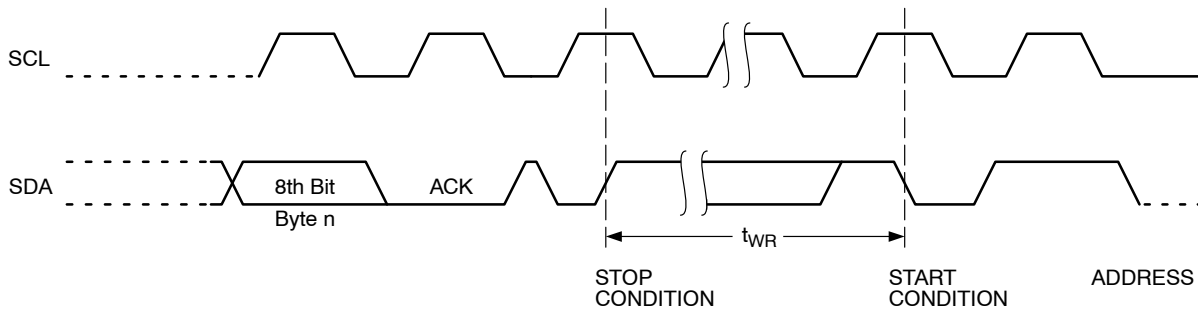 SCL
SDA
8th Bit
Byte n
ACK
tWR
STOP
CONDITION
START
CONDITION
ADDRESS